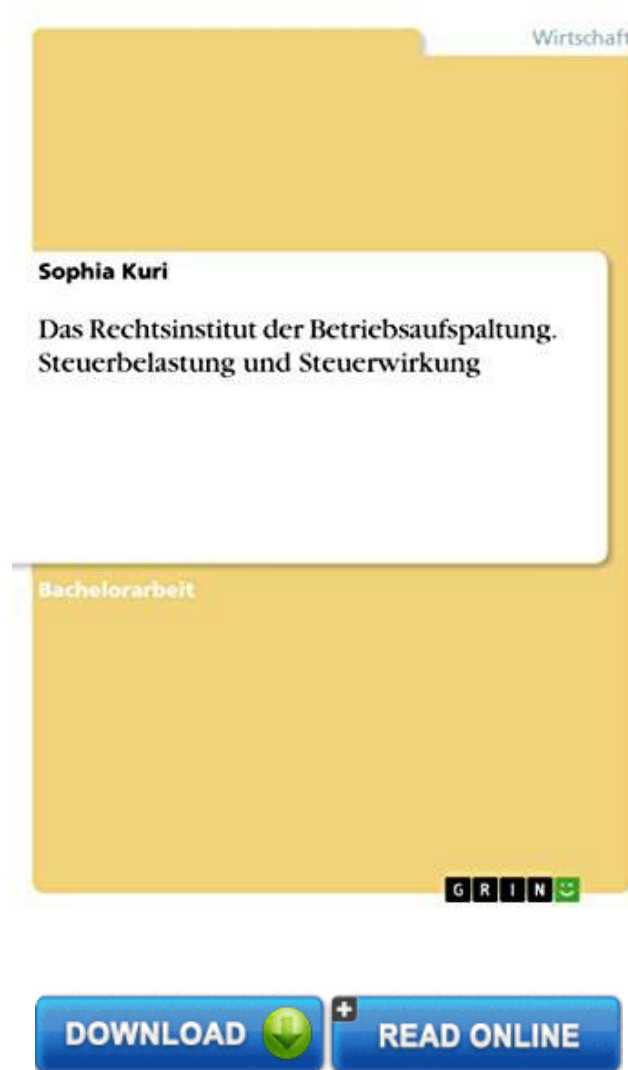 Wirtschaft
Sophia Kuri
Das Rechtsinstitut der Betriebsaufspaltung.
Steuerbelastung und Steuerwirkung
Bachelorarbeit
GRIN
DOWNLOAD
READ ONLINE